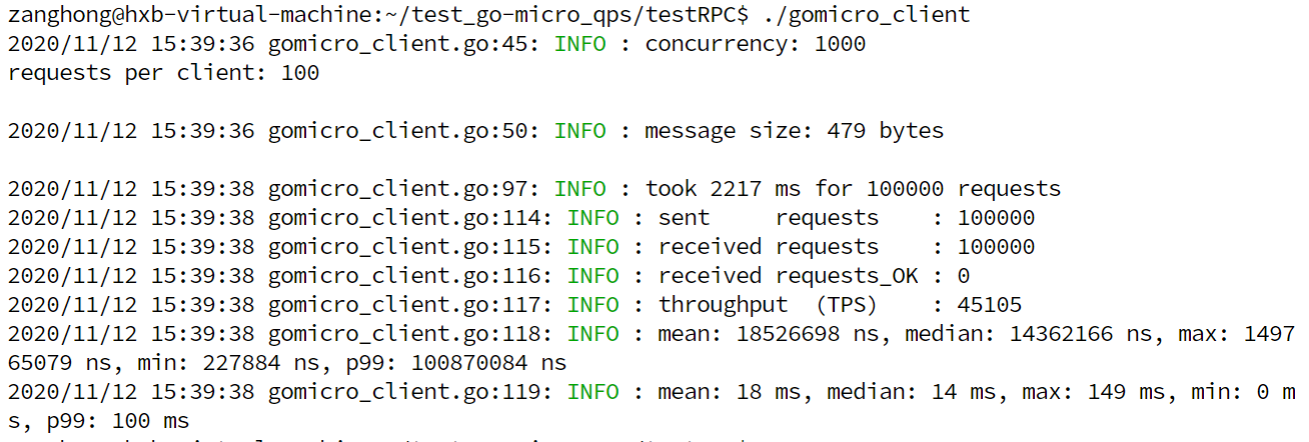 zanghong@hxb-virtual-machine:~/test_go-micro_qps/testRPC$ ./gomicro_client
2020/11/12 15:39:36 gomicro_client.go:45: INFO : concurrency: 1000
requests per client: 100
2020/11/12 15:39:36 gomicro_client.go:50: INFO : message size: 479 bytes
2020/11/12 15:39:38 gomicro_client.go:97: INFO : took 2217 ms for 100000 requests
2020/11/12 15:39:38 gomicro_client.go:114: INFO : sent     requests    : 100000
2020/11/12 15:39:38 gomicro_client.go:115: INFO : received requests    : 100000
2020/11/12 15:39:38 gomicro_client.go:116: INFO : received requests_OK : 0
2020/11/12 15:39:38 gomicro_client.go:117: INFO : throughput  (TPS)    : 45105
2020/11/12 15:39:38 gomicro_client.go:118: INFO : mean: 18526698 ns, median: 14362166 ns, max: 1497
65079 ns, min: 227884 ns, p99: 100870084 ns
2020/11/12 15:39:38 gomicro_client.go:119: INFO : mean: 18 ms, median: 14 ms, max: 149 ms, min: 0 m
s, p99: 100 ms